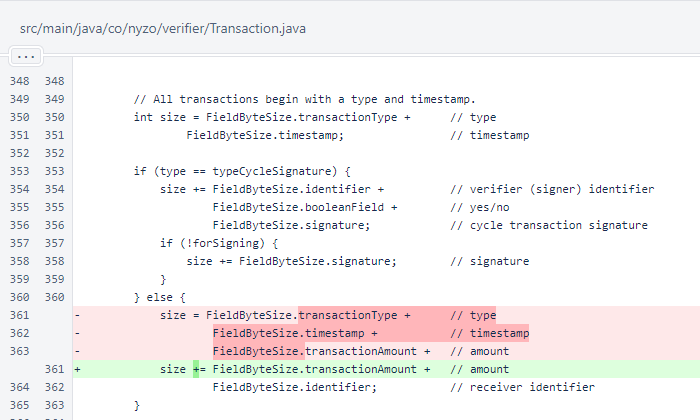 src/main/java/co/nyzo/verifier/Transaction.java
...
348 348
349 349 // All transactions begin with a type and timestamp.
350 350 int size = FieldByteSize.transactionType + // type
351 351 FieldByteSize.timestamp; // timestamp
352 352
353 353 if (type == typeCycleSignature) {
354 354 size += FieldByteSize.identifier + // verifier (signer) identifier
355 355 FieldByteSize.booleanField + // yes/no
356 356 FieldByteSize.signature; // cycle transaction signature
357 357 if (!forSigning) {
358 358 size += FieldByteSize.signature; // signature
359 359 }
360 360 } else {
361 - size = FieldByteSize.transactionType + // type
362 - FieldByteSize.timestamp + // timestamp
363 - FieldByteSize.transactionAmount + // amount
361 + size += FieldByteSize.transactionAmount + // amount
364 362 FieldByteSize.identifier; // receiver identifier
365 363 }